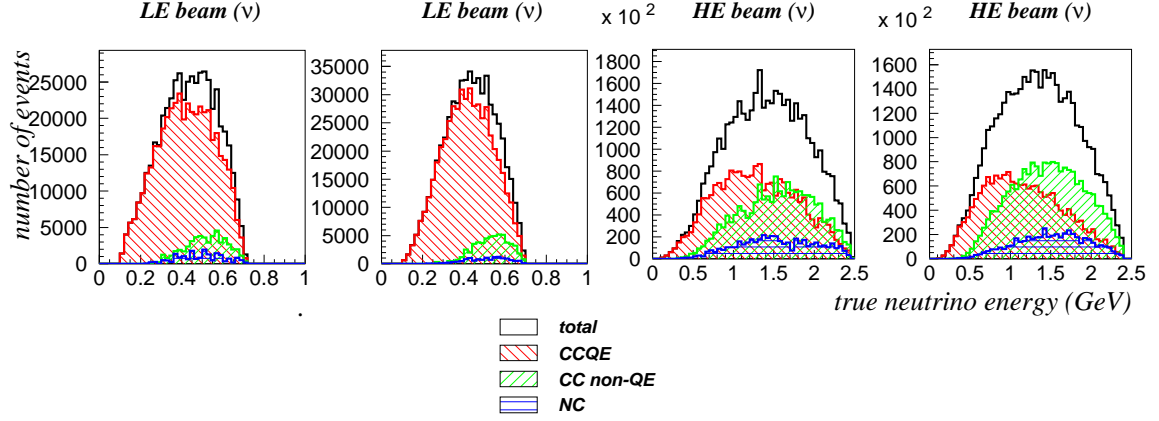 LE beam (ν) LE beam (ν) HE beam (ν) HE beam (ν)
x 10 2 x 10 2
number of events
25000
20000
15000
10000
5000
0
0 0.2 0.4 0.6 0.8 1
35000
30000
25000
20000
15000
10000
5000
0
0 0.2 0.4 0.6 0.8 1
1800
1600
1400
1200
1000
800
600
400
200
0
0 0.5 1 1.5 2 2.5
1600
1400
1200
1000
800
600
400
200
0
0 0.5 1 1.5 2 2.5
true neutrino energy (GeV)
.
total
CCQE
CC non-QE
NC